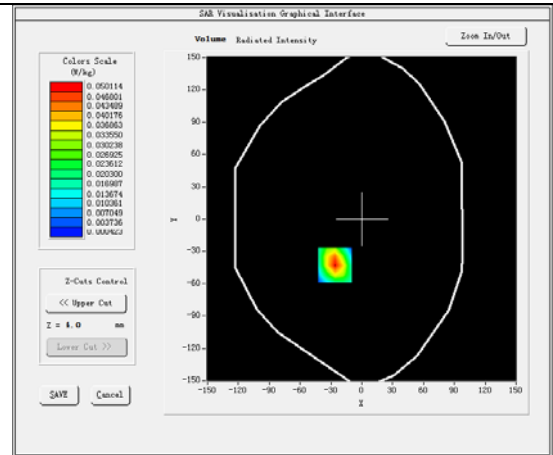 SAR Visualisation Graphical Interface
Volume Radiated Intensity
Zoom In/Out
Colors Scale
(W/kg)
0.050114
0.046801
0.043489
0.040176
0.036863
0.033550
0.030238
0.026925
0.023612
0.020300
0.016987
0.013674
0.010361
0.007049
0.003736
0.000423
Z-Cuts Control
<< Upper Cut
Z = 4.0 mm
Lower Cut >>
SAVE Cancel
150
120
90
60
30
Y 0
-30
-60
-90
-120
-150
-150 -120 -90 -60 -30 0 30 60 90 120 150
X